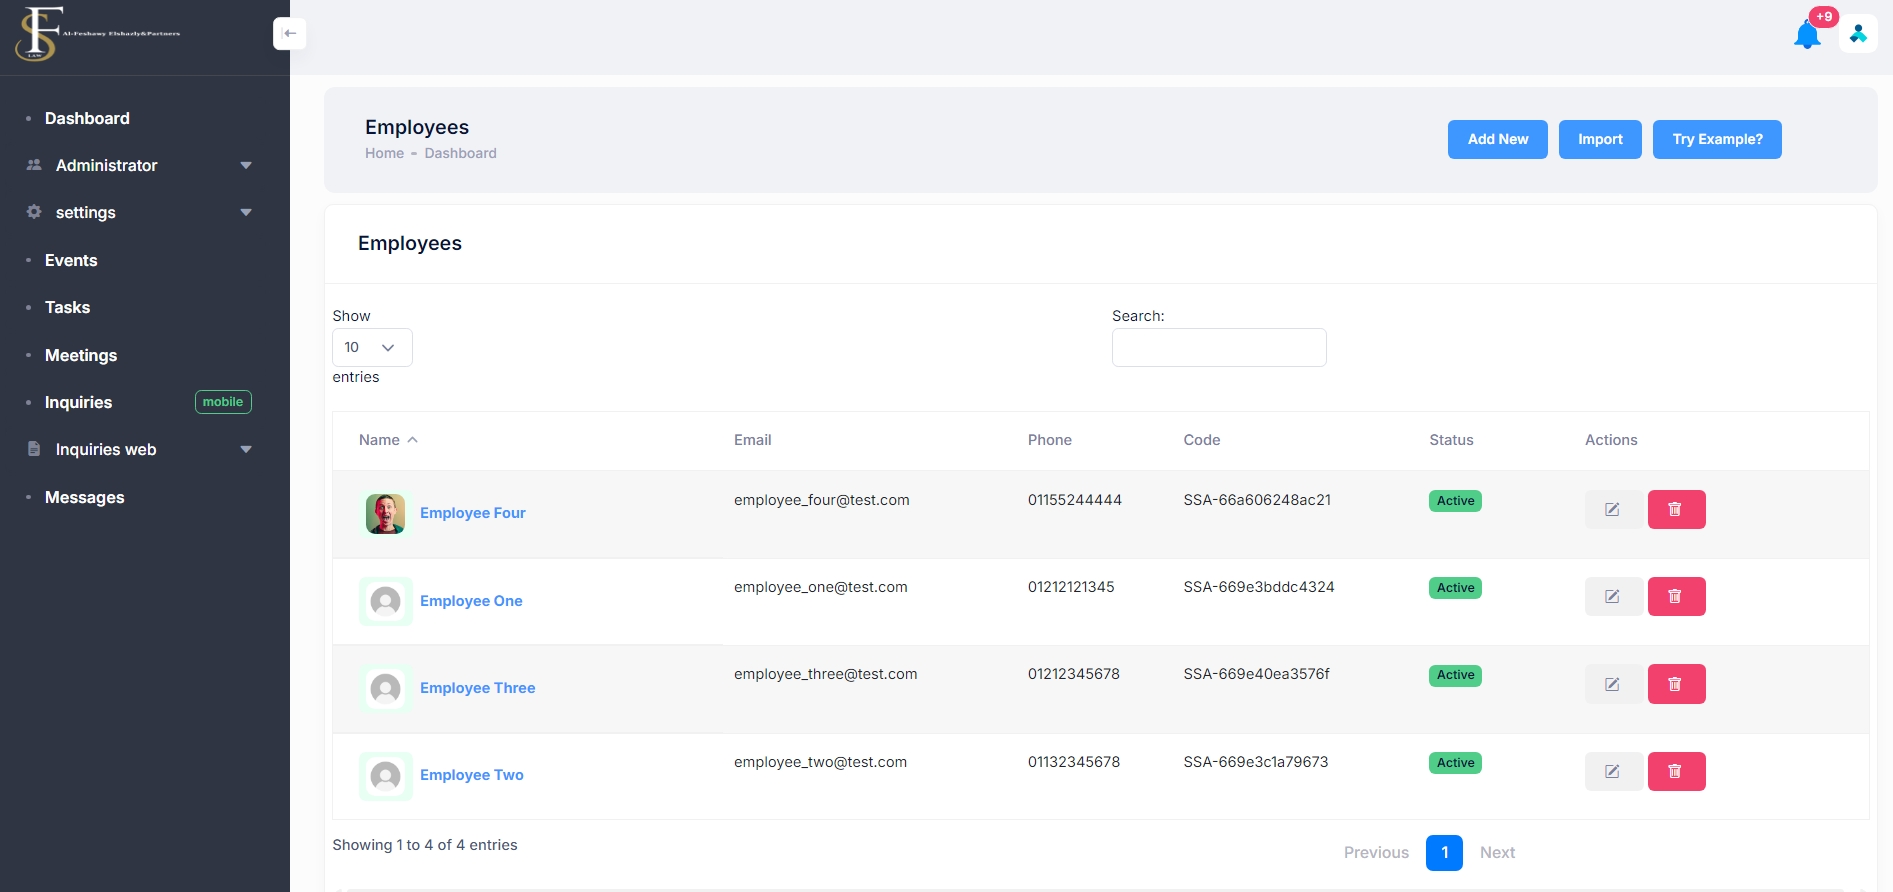 FS
Al-Feshawy Elshazly&Partners
LAW
+9
Dashboard
Administrator
settings
Events
Tasks
Meetings
Inquiries mobile
Inquiries web
Messages
Employees
Home - Dashboard
Add New Import Try Example?
Employees
Show
10
entries
Search:
Name Email Phone Code Status Actions
Employee Four employee_four@test.com 01155244444 SSA-66a606248ac21 Active
Employee One employee_one@test.com 01212121345 SSA-669e3bddc4324 Active
Employee Three employee_three@test.com 01212345678 SSA-669e40ea3576f Active
Employee Two employee_two@test.com 01132345678 SSA-669e3c1a79673 Active
Showing 1 to 4 of 4 entries
Previous 1 Next